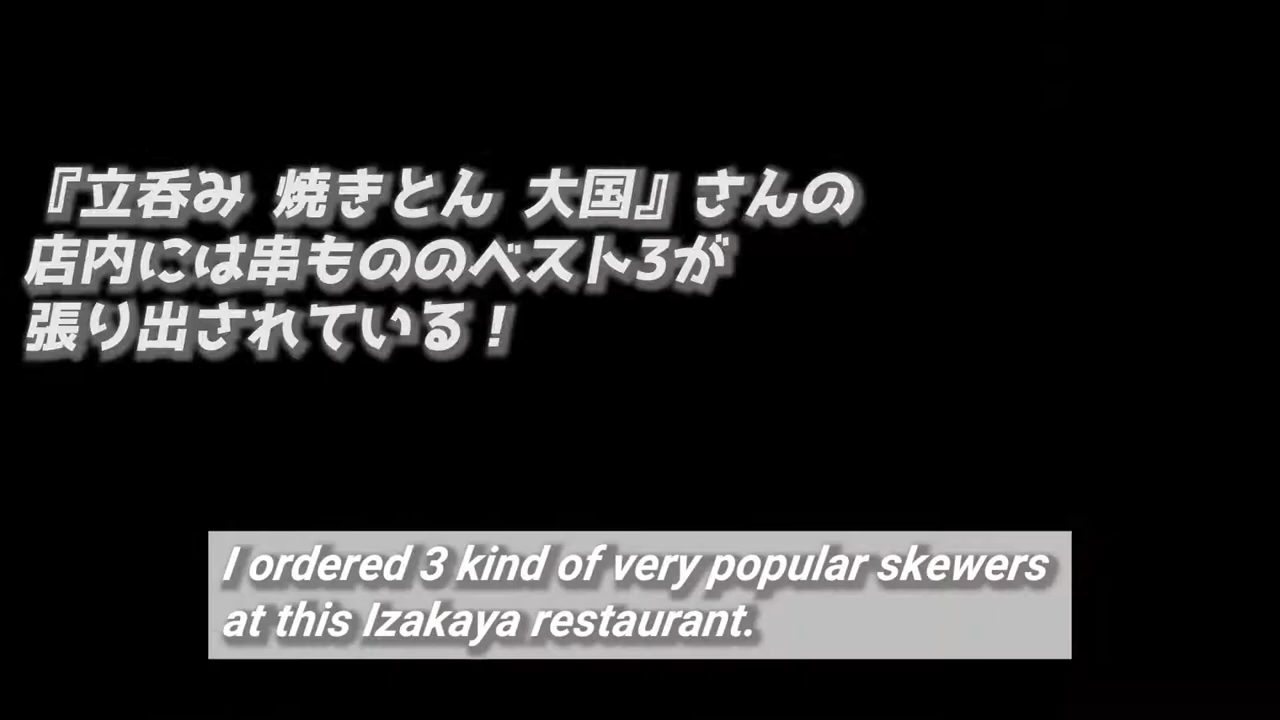 『立呑み 焼きとん 大国』さんの
店内には串もののベスト3が
張り出されている！
I ordered 3 kind of very popular skewers
at this Izakaya restaurant.